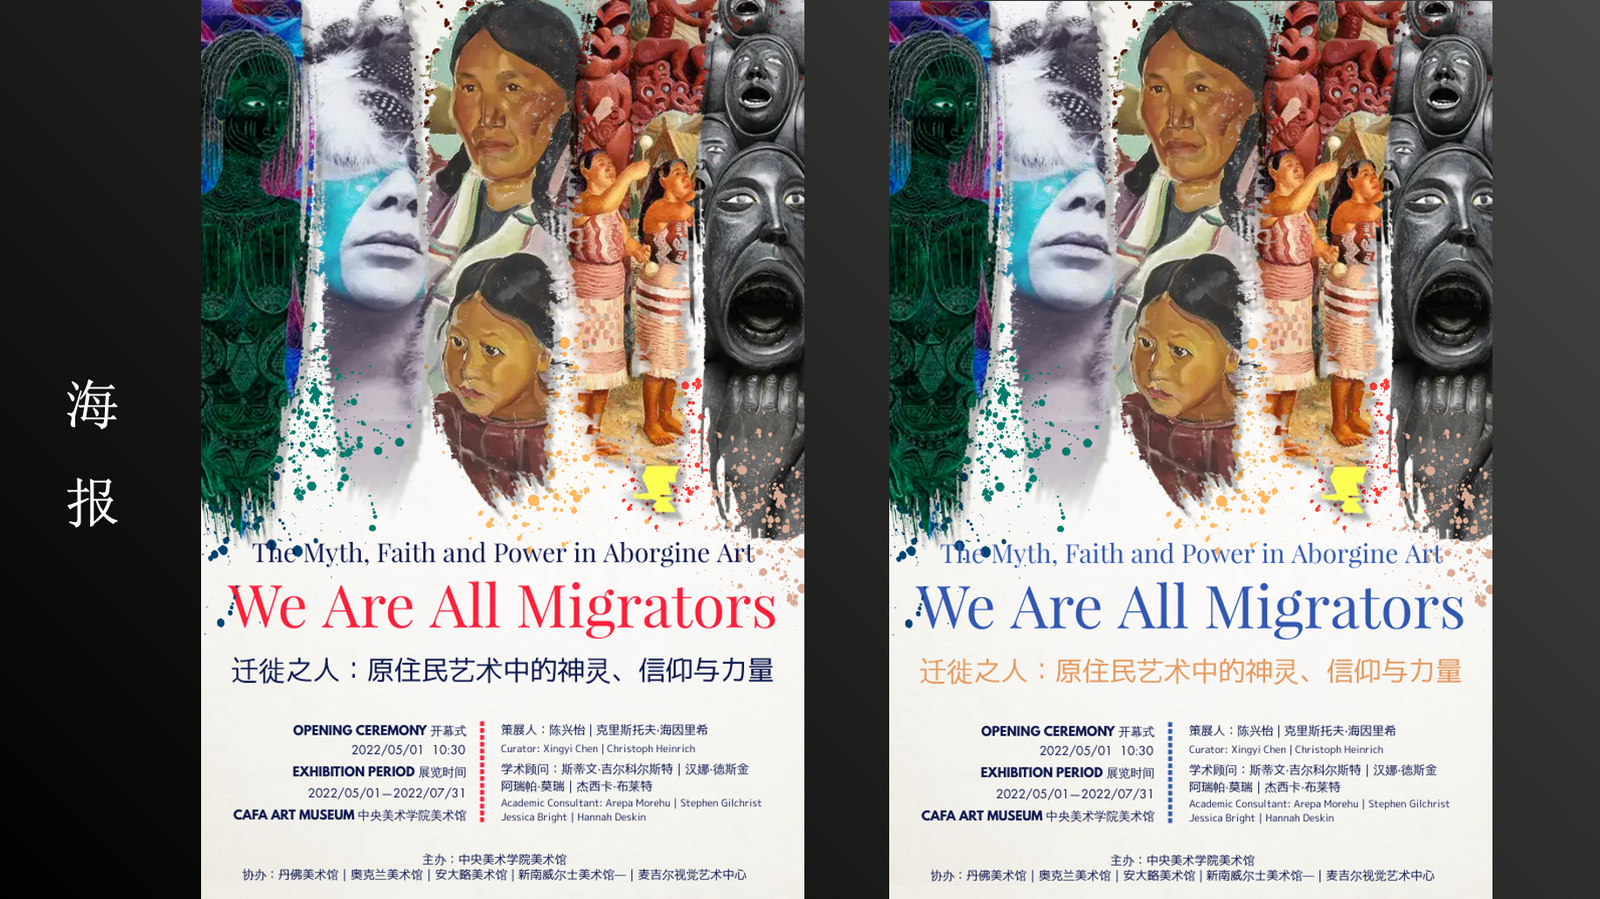 海
报
The Myth, Faith and Power in Aborgine Art
We Are All Migrators
迁徙之人：原住民艺术中的神灵、信仰与力量
OPENING CEREMONY 开幕式
2022/05/01 10:30
EXHIBITION PERIOD 展览时间
2022/05/01—2022/07/31
CAFA ART MUSEUM 中央美术学院美术馆
策展人：陈兴怡 | 克里斯托夫·海因里希
Curator: Xingyi Chen | Christoph Heinrich
学术顾问：斯蒂文·吉尔科尔斯特 | 汉娜·德斯金
阿瑞帕·莫瑞 | 杰西卡·布莱特
Academic Consultant: Arepa Morehu | Stephen Gilchrist
Jessica Bright | Hannah Deskin
主办：中央美术学院美术馆
协办：丹佛美术馆 | 奥克兰美术馆 | 安大略美术馆 | 新南威尔士美术馆— | 麦吉尔视觉艺术中心
The Myth, Faith and Power in Aborgine Art
We Are All Migrators
迁徙之人：原住民艺术中的神灵、信仰与力量
OPENING CEREMONY 开幕式
2022/05/01 10:30
EXHIBITION PERIOD 展览时间
2022/05/01—2022/07/31
CAFA ART MUSEUM 中央美术学院美术馆
策展人：陈兴怡 | 克里斯托夫·海因里希
Curator: Xingyi Chen | Christoph Heinrich
学术顾问：斯蒂文·吉尔科尔斯特 | 汉娜·德斯金
阿瑞帕·莫瑞 | 杰西卡·布莱特
Academic Consultant: Arepa Morehu | Stephen Gilchrist
Jessica Bright | Hannah Deskin
主办：中央美术学院美术馆
协办：丹佛美术馆 | 奥克兰美术馆 | 安大略美术馆 | 新南威尔士美术馆— | 麦吉尔视觉艺术中心